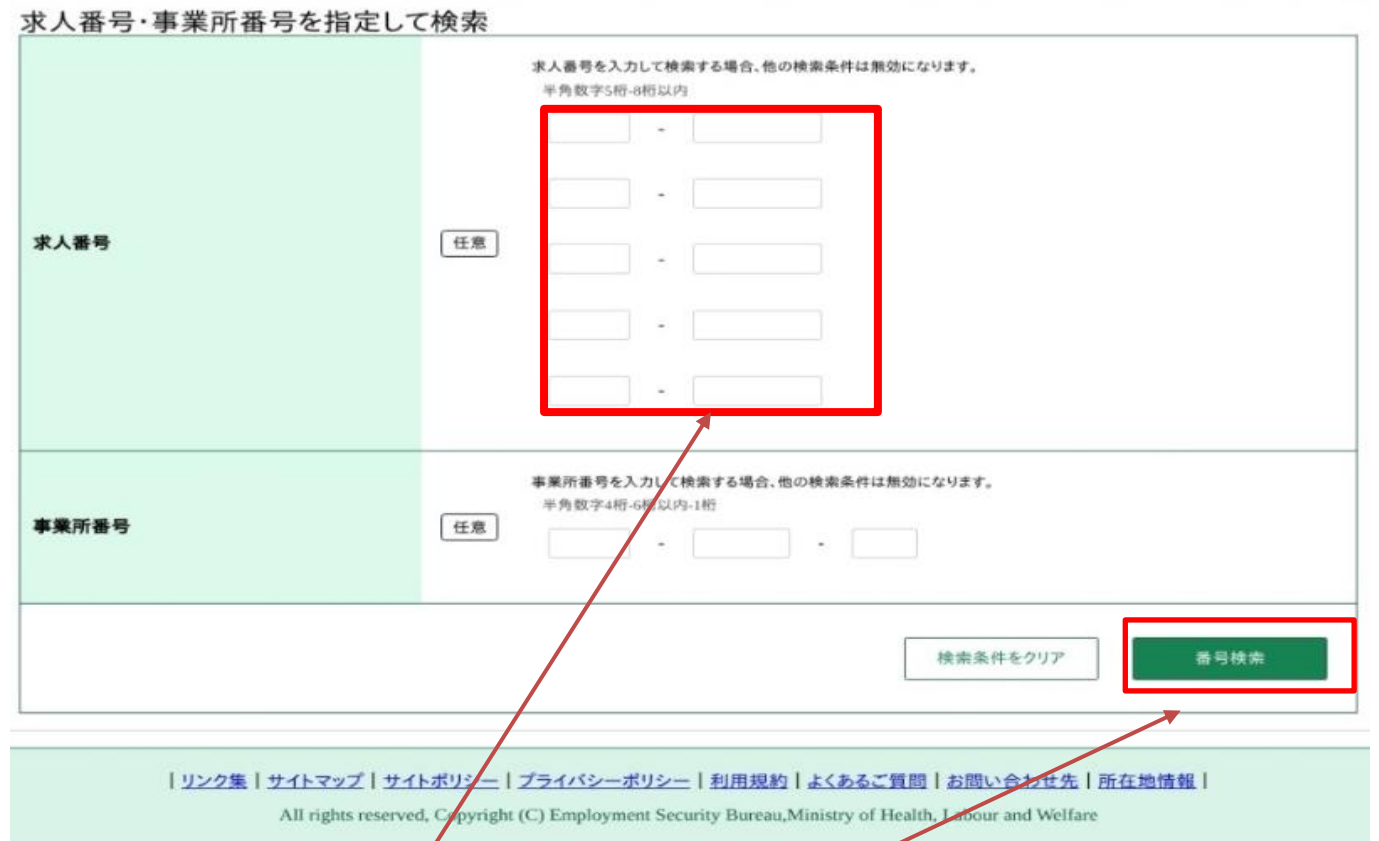 求人番号・事業所番号を指定して検索
求人番号を入力して検索する場合、他の検索条件は無効になります。
半角数字5桁-8桁以内
-
-
求人番号
任意
-
-
-
事業所番号を入力して検索する場合、他の検索条件は無効になります。
半角数字4桁-6桁以内-1桁
事業所番号
任意
- -
検索条件をクリア
番号検索
| リンク集 | サイトマップ | サイトポリシー | プライバシーポリシー | 利用規約 | よくあるご質問 | お問い合わせ先 | 所在地情報 |
All rights reserved, Copyright (C) Employment Security Bureau,Ministry of Health, Labour and Welfare